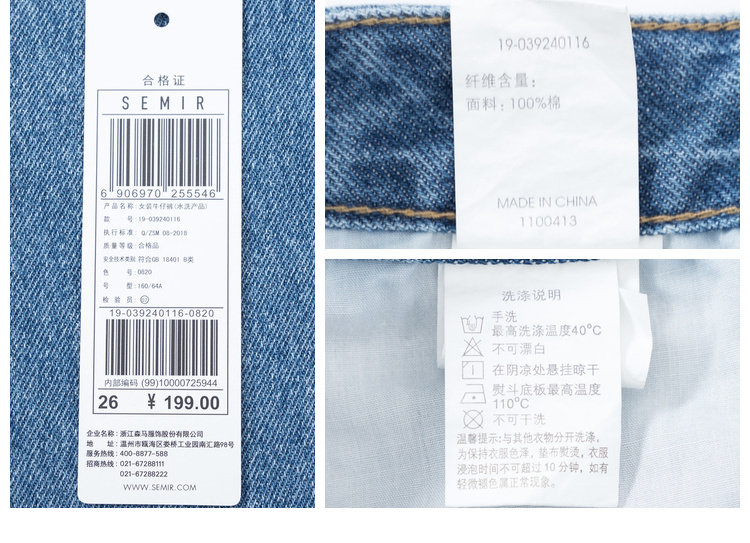 合格证
SEMIR
6 906970 255546
产品名称: 女装牛仔裤(水洗产品)
款 号: 19-039240116
执行标准: Q/ZSM 08-2018
质量等级: 合格品
安全技术类别 符合GB 18401 B类
色 号: 0820
号 型: 160/64A
检 验 员
19-039240116-0820
内部编码 (99)10000725944
26 ¥ 199.00
企业名称: 浙江森马服饰股份有限公司
地 址: 温州市瓯海区娄桥工业园南汇路98号
服务热线: 400-8877-588
招商热线: 021-67288111
021-67288222
WWW.SEMIR.COM
19-039240116
纤维含量:
面料: 100%棉
MADE IN CHINA
1100413
洗涤说明
手洗
最高洗涤温度40°C
不可漂白
在阴凉处悬挂晾干
熨斗底板最高温度
110°C
不可干洗
温馨提示:与其他衣物分开洗涤,
为保持衣服色泽, 垫布熨烫, 衣服
浸泡时间不可超过10分钟, 如有
轻微褪色属正常现象。